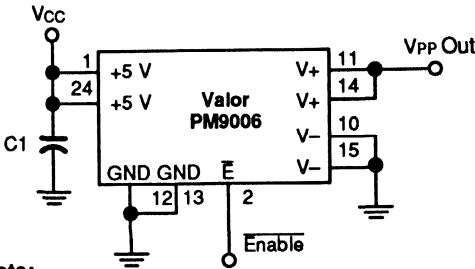 VCC
1
+5 V
24
+5 V
C1
Valor
PM9006
V+
11
VPP Out
V+
14
V–
10
V–
15
GND GND E̅
12 13 2
E̅n̅a̅b̅l̅e̅